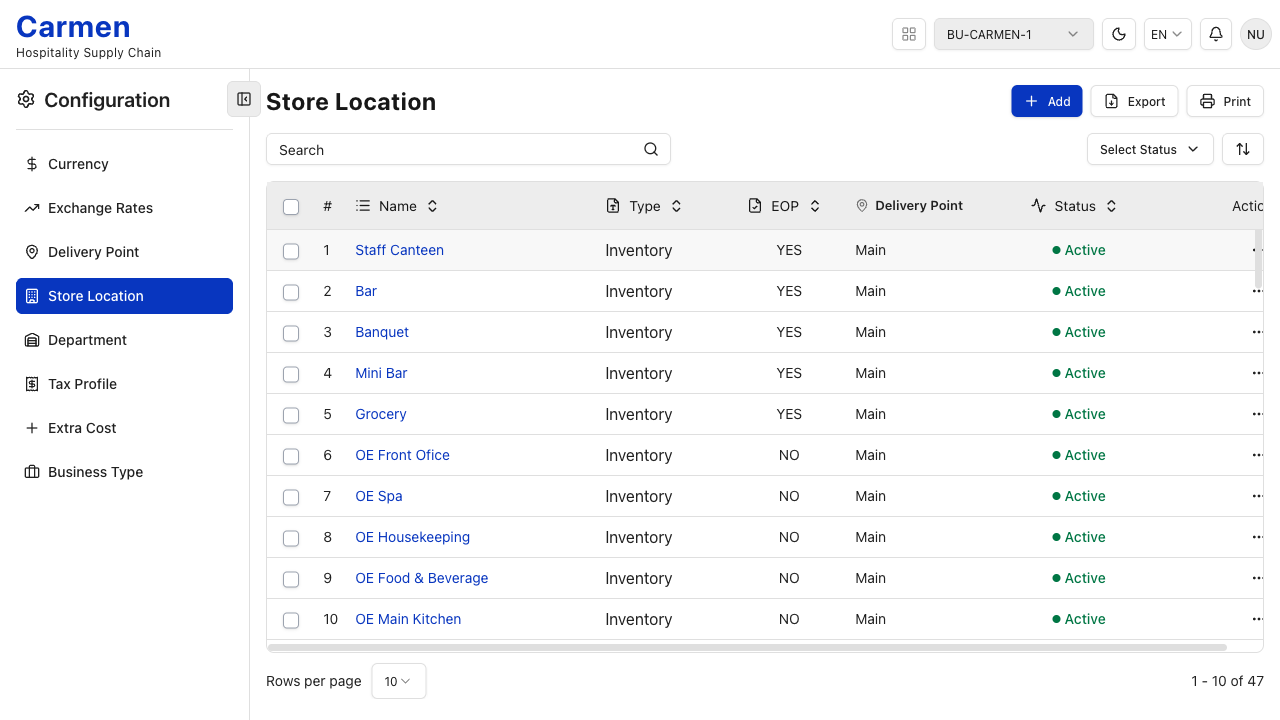 Carmen
Hospitality Supply Chain
BU-CARMEN-1
EN
NU
Configuration
Currency
Exchange Rates
Delivery Point
Store Location
Department
Tax Profile
Extra Cost
Business Type
Store Location
Add
Export
Print
Search
Select Status
# Name Type EOP Delivery Point Status Actio
1 Staff Canteen Inventory YES Main Active
2 Bar Inventory YES Main Active
3 Banquet Inventory YES Main Active
4 Mini Bar Inventory YES Main Active
5 Grocery Inventory YES Main Active
6 OE Front Ofice Inventory NO Main Active
7 OE Spa Inventory NO Main Active
8 OE Housekeeping Inventory NO Main Active
9 OE Food & Beverage Inventory NO Main Active
10 OE Main Kitchen Inventory NO Main Active
Rows per page 10
1 - 10 of 47